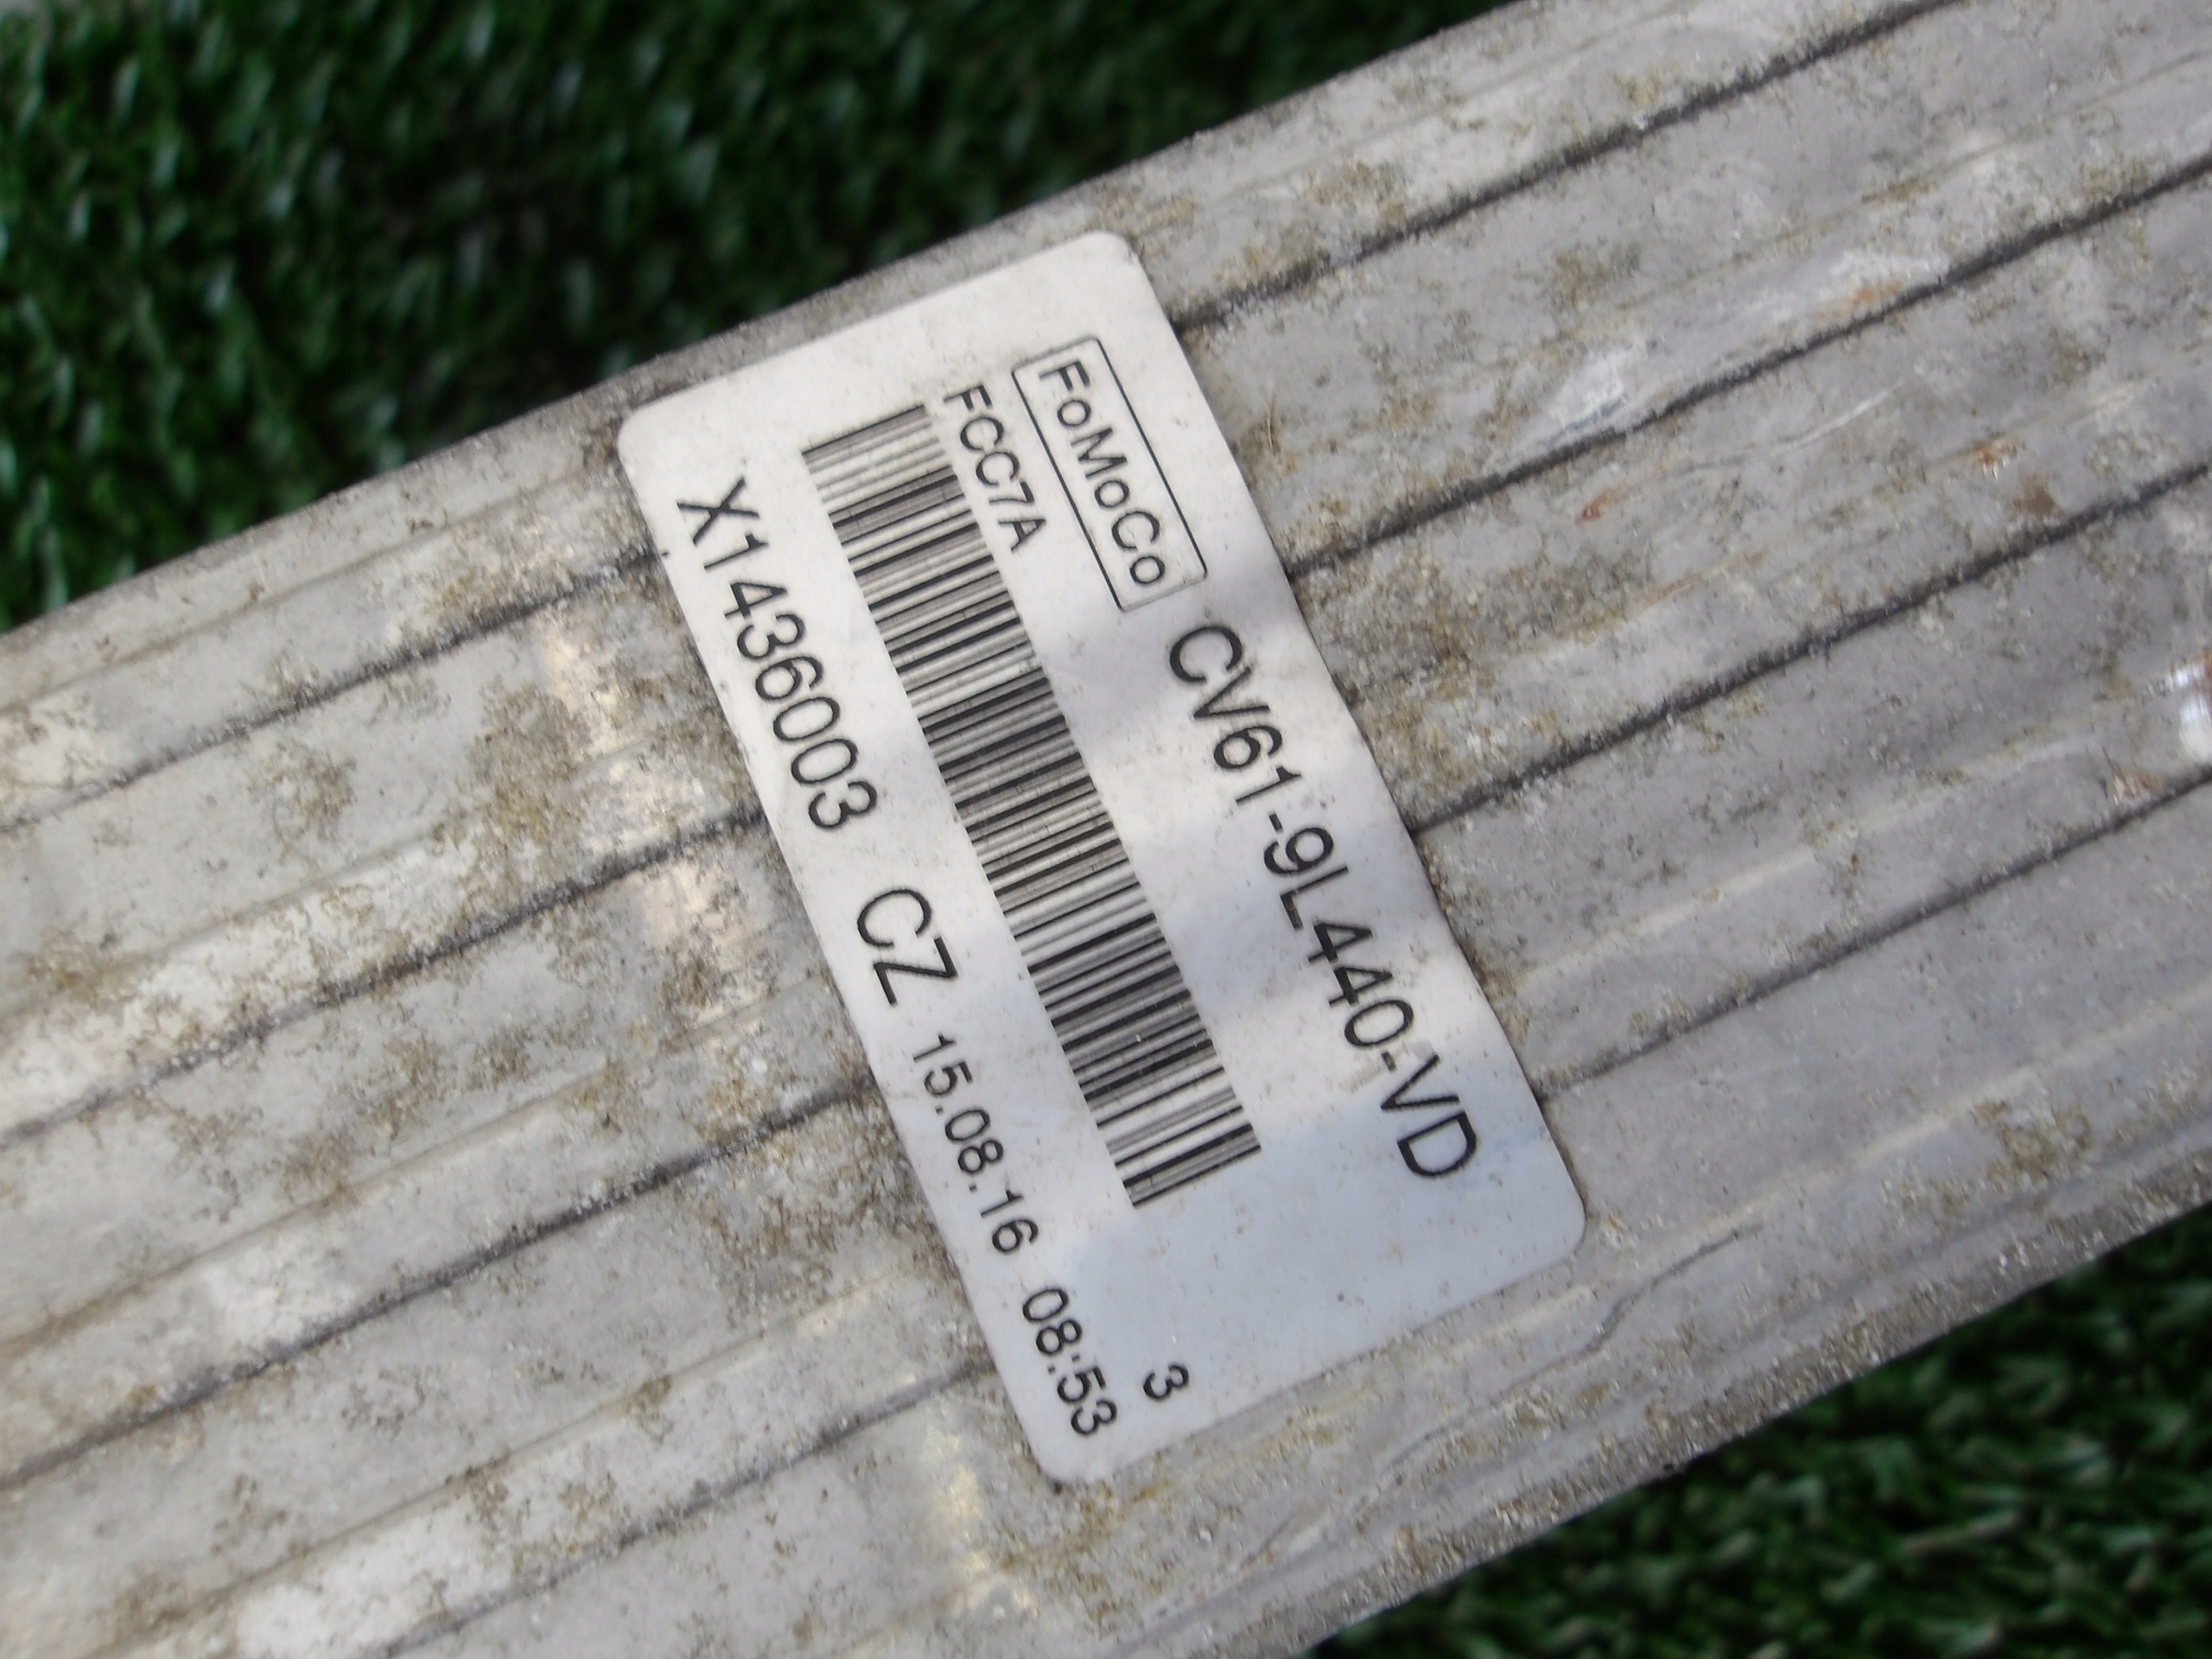 FoMoCo CV61-9L440-VD
FCC7A
3
X1436003 CZ 15.08.16 08:53